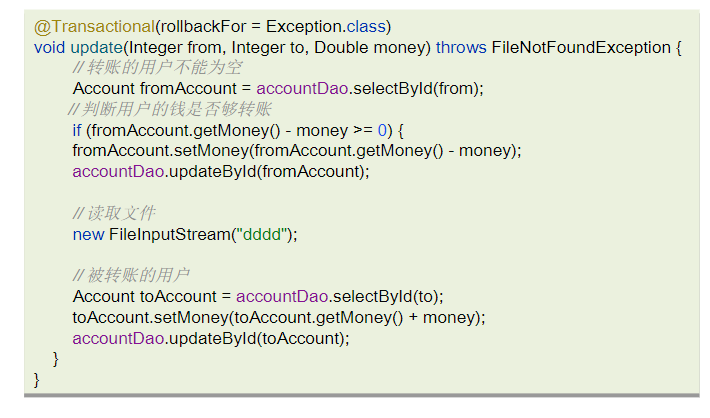 @Transactional(rollbackFor = Exception.class)
void update(Integer from, Integer to, Double money) throws FileNotFoundException {
//转账的用户不能为空
Account fromAccount = accountDao.selectById(from);
//判断用户的钱是否够转账
if (fromAccount.getMoney() - money >= 0) {
fromAccount.setMoney(fromAccount.getMoney() - money);
accountDao.updateById(fromAccount);
//读取文件
new FileInputStream("dddd");
//被转账的用户
Account toAccount = accountDao.selectById(to);
toAccount.setMoney(toAccount.getMoney() + money);
accountDao.updateById(toAccount);
}
}